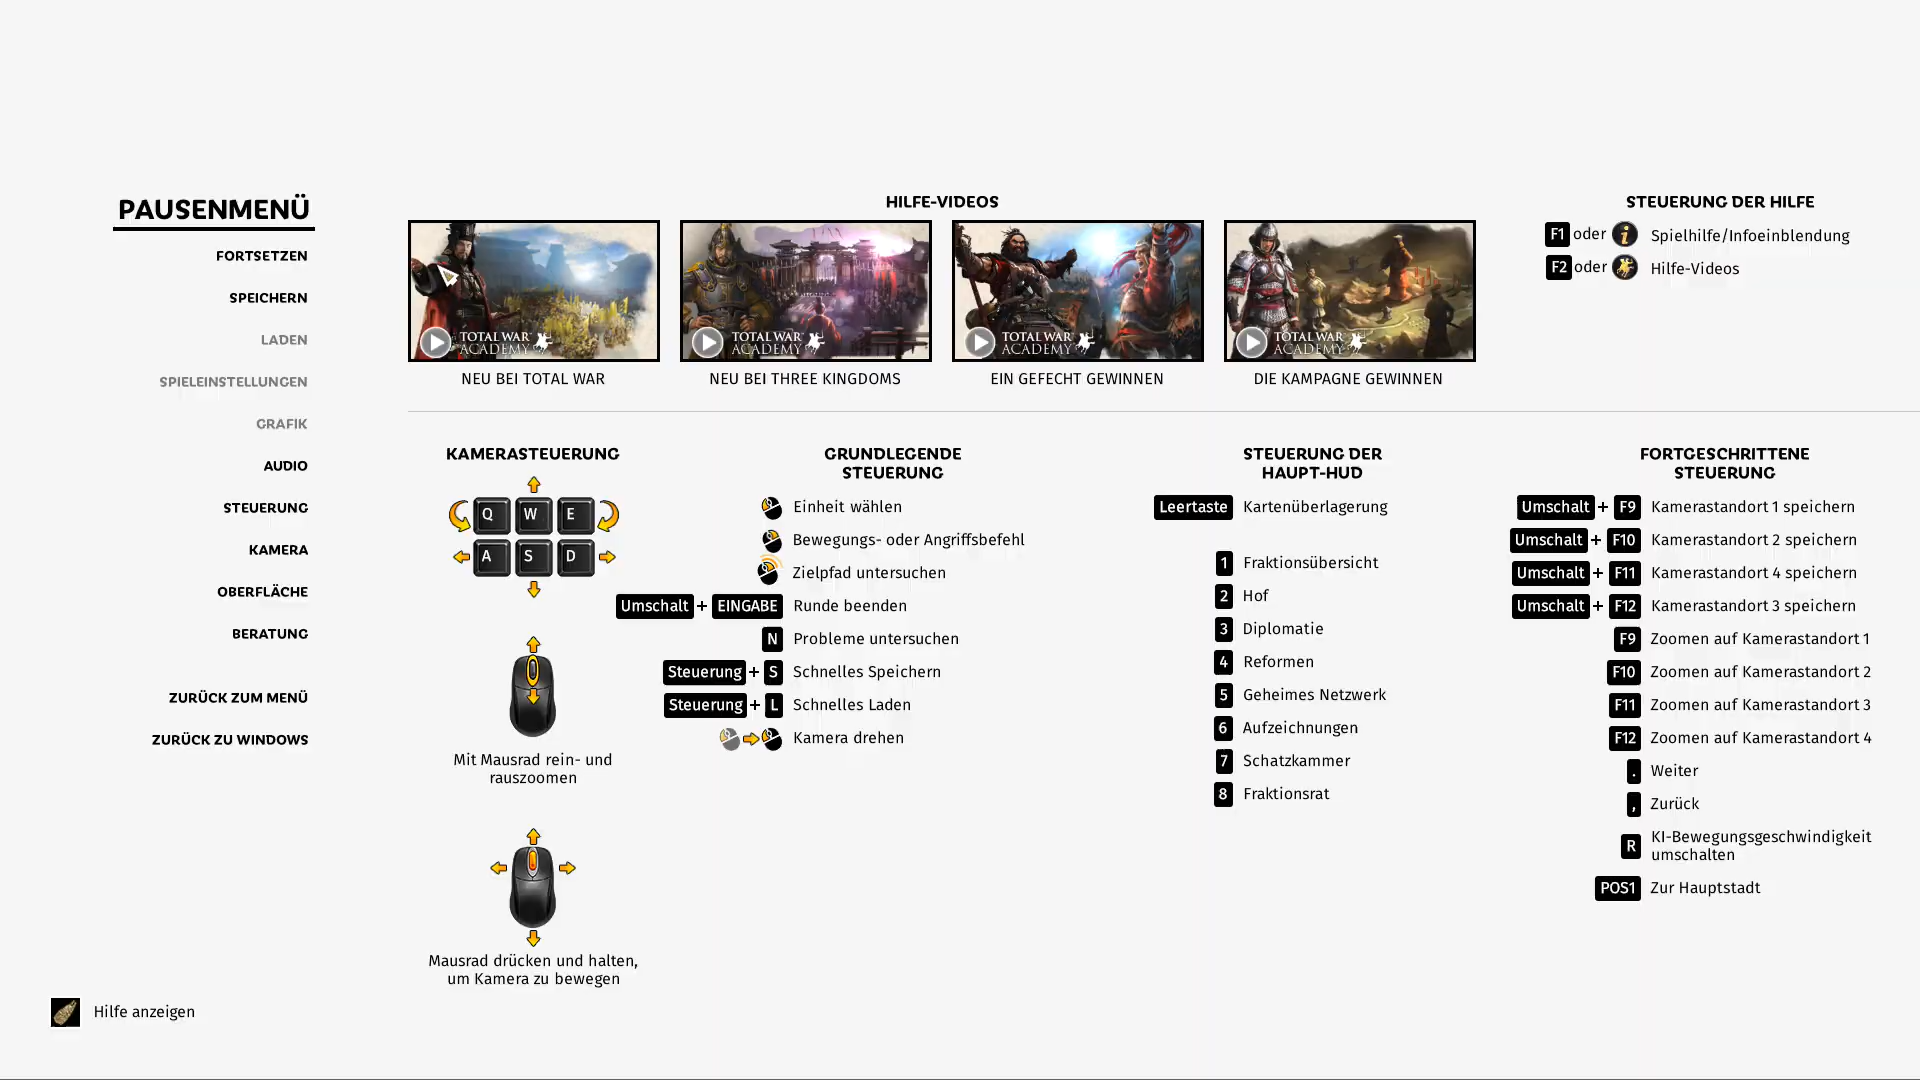 PAUSENMENÜ
FORTSETZEN
SPEICHERN
LADEN
SPIELEINSTELLUNGEN
GRAFIK
AUDIO
STEUERUNG
KAMERA
OBERFLÄCHE
BERATUNG
ZURÜCK ZUM MENÜ
ZURÜCK ZU WINDOWS
Hilfe anzeigen
HILFE-VIDEOS
TOTAL WAR
ACADEMY
NEU BEI TOTAL WAR
TOTAL WAR
ACADEMY
NEU BEI THREE KINGDOMS
TOTAL WAR
ACADEMY
EIN GEFECHT GEWINNEN
TOTAL WAR
ACADEMY
DIE KAMPAGNE GEWINNEN
STEUERUNG DER HILFE
F1 oder i Spielhilfe/Infoeinblendung
F2 oder Hilfe-Videos
KAMERASTEUERUNG
Q W E
A S D
Mit Mausrad rein- und
rauszoomen
Mausrad drücken und halten,
um Kamera zu bewegen
GRUNDLEGENDE
STEUERUNG
Einheit wählen
Bewegungs- oder Angriffsbefehl
Zielpfad untersuchen
Umschalt + EINGABE Runde beenden
N Probleme untersuchen
Steuerung + S Schnelles Speichern
Steuerung + L Schnelles Laden
Kamera drehen
STEUERUNG DER
HAUPT-HUD
Leertaste Kartenüberlagerung
1 Fraktionsübersicht
2 Hof
3 Diplomatie
4 Reformen
5 Geheimes Netzwerk
6 Aufzeichnungen
7 Schatzkammer
8 Fraktionsrat
FORTGESCHRITTENE
STEUERUNG
Umschalt + F9 Kamerastandort 1 speichern
Umschalt + F10 Kamerastandort 2 speichern
Umschalt + F11 Kamerastandort 4 speichern
Umschalt + F12 Kamerastandort 3 speichern
F9 Zoomen auf Kamerastandort 1
F10 Zoomen auf Kamerastandort 2
F11 Zoomen auf Kamerastandort 3
F12 Zoomen auf Kamerastandort 4
. Weiter
, Zurück
R KI-Bewegungsgeschwindigkeit
umschalten
POS1 Zur Hauptstadt